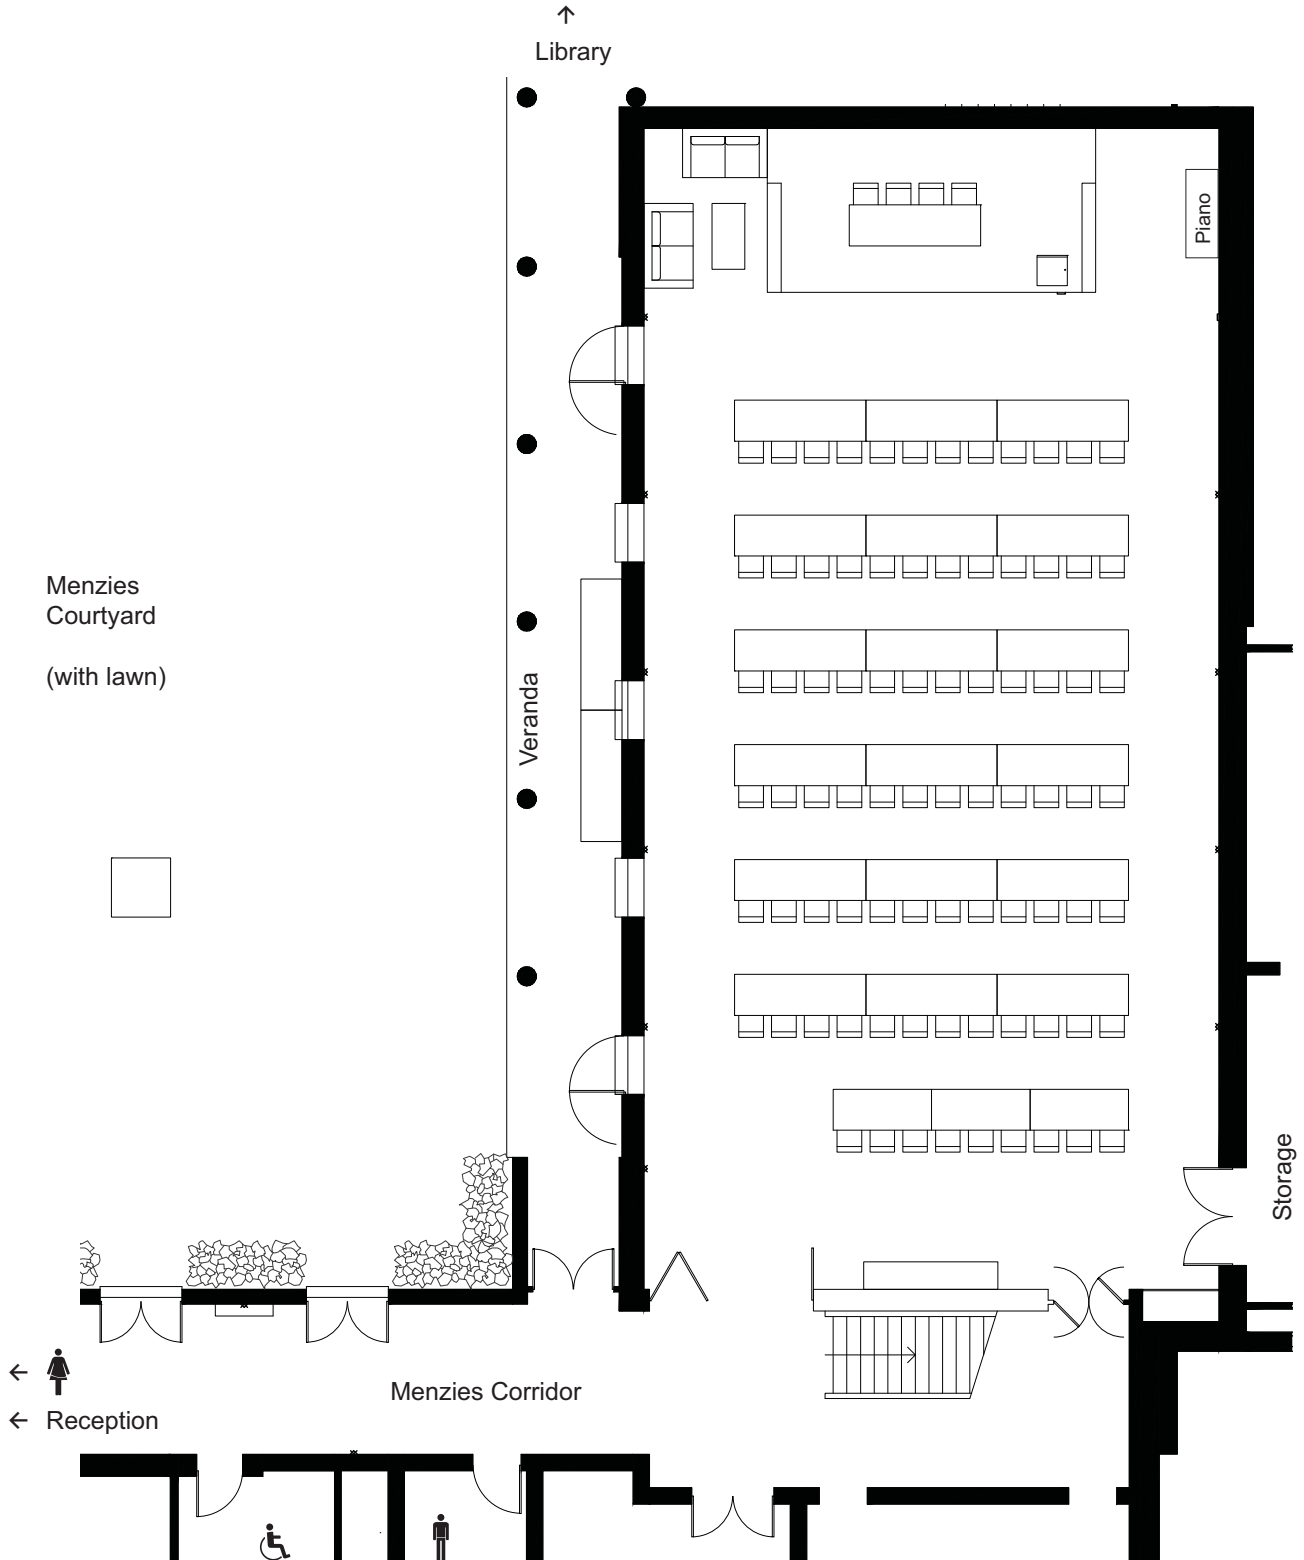 ↑
Library
Piano
Menzies
Courtyard
(with lawn)
Veranda
Storage
Menzies Corridor
←
← Reception